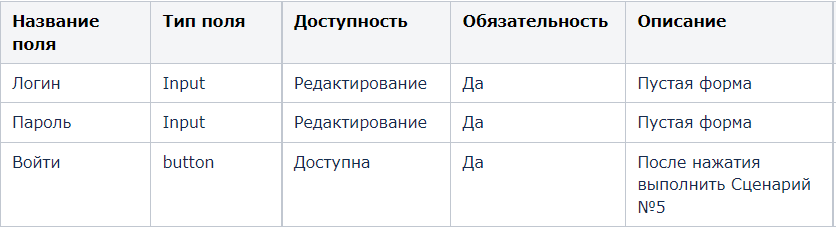 Название поля Тип поля Доступность Обязательность Описание
Логин Input Редактирование Да Пустая форма
Пароль Input Редактирование Да Пустая форма
Войти button Доступна Да После нажатия
выполнить Сценарий
№5